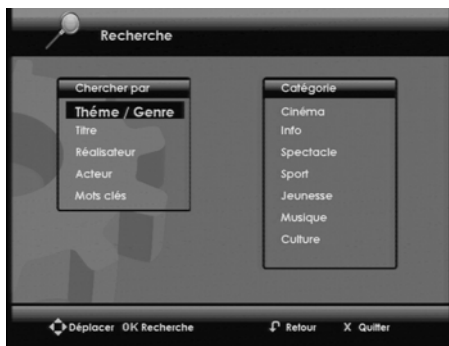 Recherche
Chercher par
Théme / Genre
Titre
Réalisateur
Acteur
Mots clés
Catégorie
Cinéma
Info
Spectacle
Sport
Jeunesse
Musique
Culture
Déplacer OK Recherche Retour X Quitter